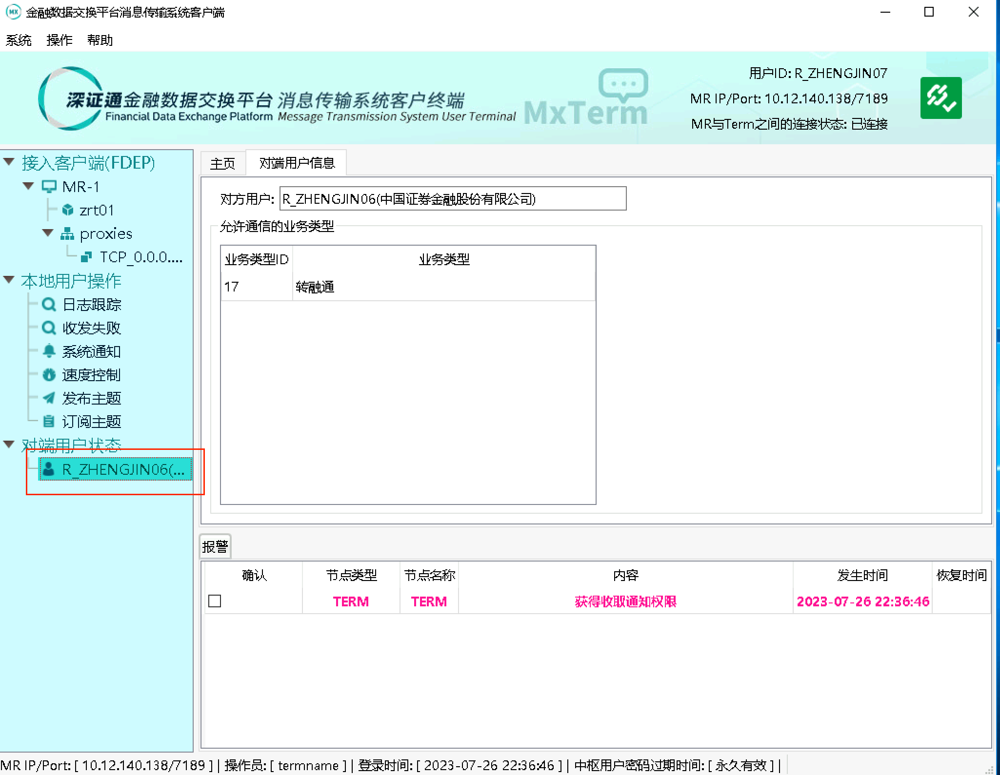 金融数据交换平台消息传输系统客户端
系统 操作 帮助
深证通金融数据交换平台 消息传输系统客户终端
Financial Data Exchange Platform Message Transmission System User Terminal
MxTerm
用户ID: R_ZHENGJIN07
MR IP/Port: 10.12.140.138/7189
MR与Term之间的连接状态: 已连接
接入客户端(FDEP)
MR-1
zrt01
proxies
TCP_0.0.0....
本地用户操作
日志跟踪
收发失败
系统通知
速度控制
发布主题
订阅主题
对端用户状态
R_ZHENGJIN06(...
主页 对端用户信息
对方用户: R_ZHENGJIN06(中国证券金融股份有限公司)
允许通信的业务类型
业务类型ID 业务类型
17 转融通
报警
确认 节点类型 节点名称 内容 发生时间 恢复时间
TERM TERM 获得收取通知权限 2023-07-26 22:36:46
MR IP/Port: [ 10.12.140.138/7189 ] | 操作员: [ termname ] | 登录时间: [ 2023-07-26 22:36:46 ] | 中枢用户密码过期时间: [ 永久有效 ] |